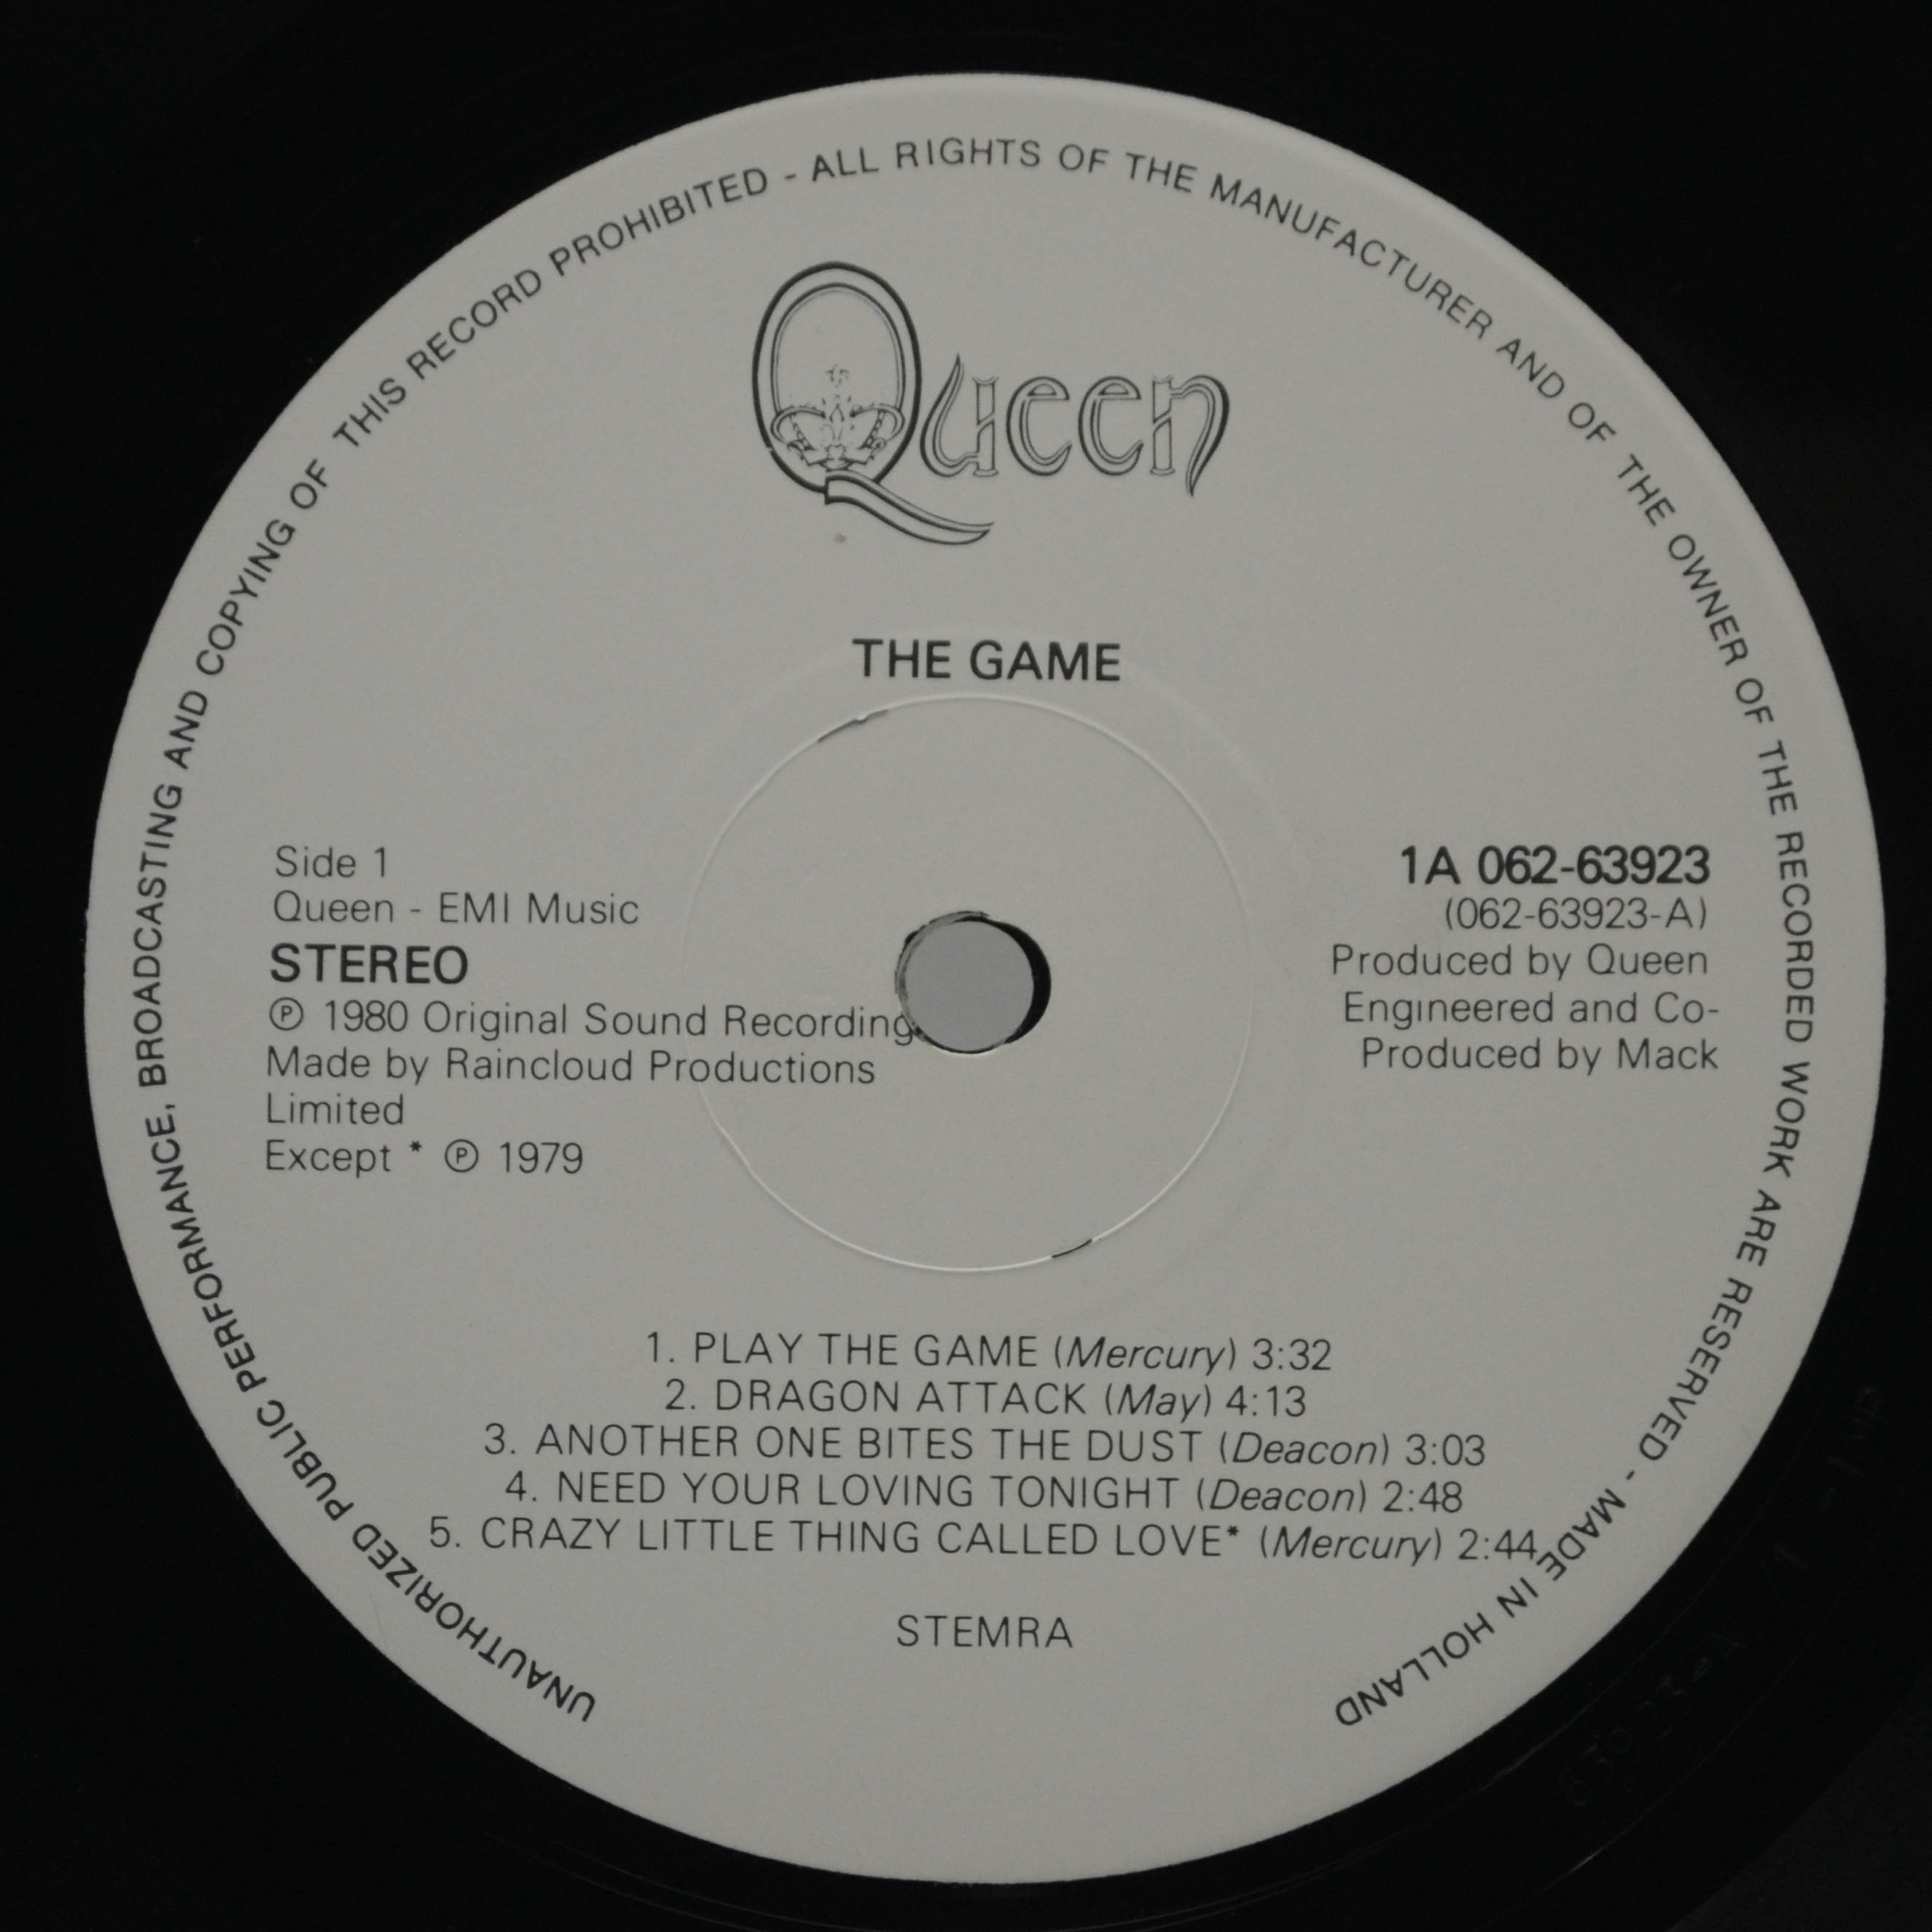 UNAUTHORIZED PUBLIC PERFORMANCE, BROADCASTING AND COPYING OF THIS RECORD PROHIBITED - ALL RIGHTS OF THE MANUFACTURER AND OF THE OWNER OF THE RECORDED WORK ARE RESERVED - MADE IN HOLLAND
Queen
THE GAME
Side 1
Queen - EMI Music
STEREO
Ⓟ 1980 Original Sound Recording
Made by Raincloud Productions
Limited
Except * Ⓟ 1979
1A 062-63923
(062-63923-A)
Produced by Queen
Engineered and Co-
Produced by Mack
1. PLAY THE GAME (Mercury) 3:32
2. DRAGON ATTACK (May) 4:13
3. ANOTHER ONE BITES THE DUST (Deacon) 3:03
4. NEED YOUR LOVING TONIGHT (Deacon) 2:48
5. CRAZY LITTLE THING CALLED LOVE* (Mercury) 2:44
STEMRA